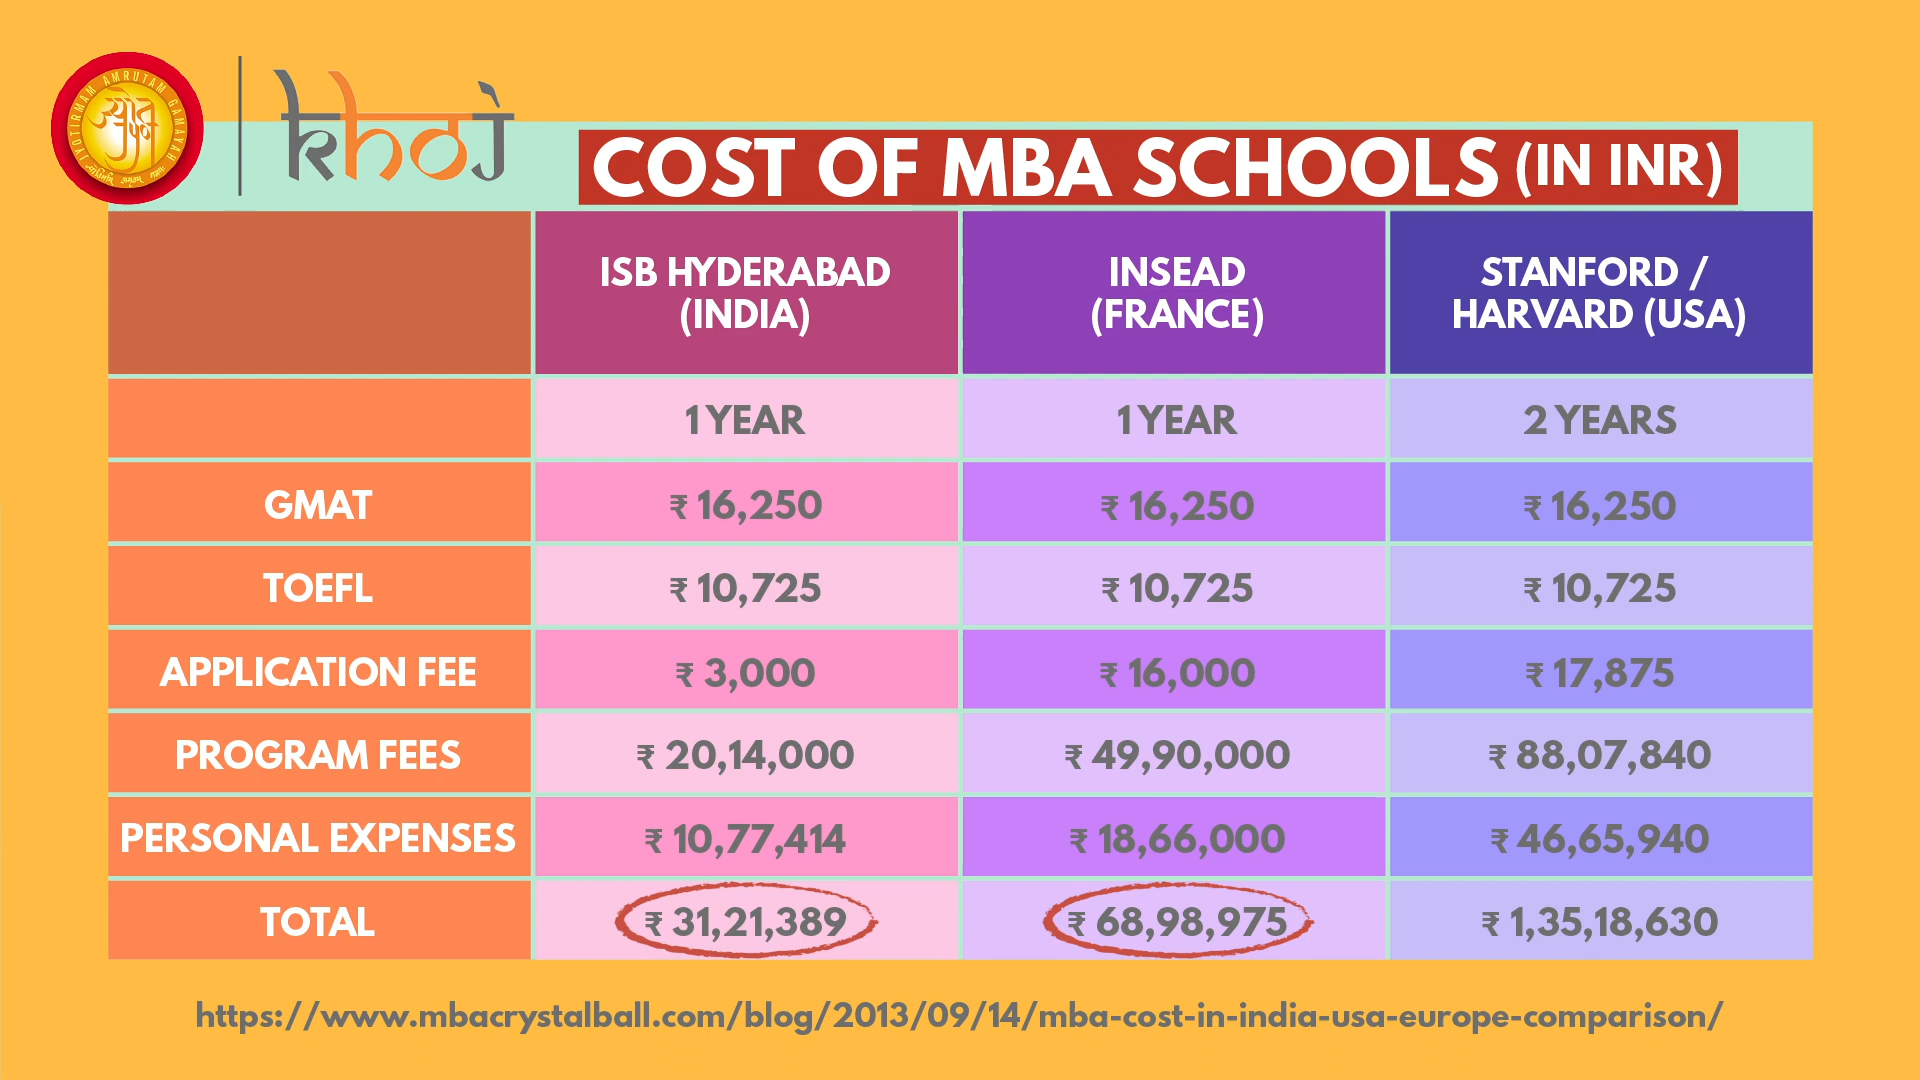 JYOTIRMAM AMRUTAM GAMAYAH
khoj
COST OF MBA SCHOOLS (IN INR)
ISB HYDERABAD (INDIA)
INSEAD (FRANCE)
STANFORD / HARVARD (USA)
1 YEAR
1 YEAR
2 YEARS
GMAT
₹ 16,250
₹ 16,250
₹ 16,250
TOEFL
₹ 10,725
₹ 10,725
₹ 10,725
APPLICATION FEE
₹ 3,000
₹ 16,000
₹ 17,875
PROGRAM FEES
₹ 20,14,000
₹ 49,90,000
₹ 88,07,840
PERSONAL EXPENSES
₹ 10,77,414
₹ 18,66,000
₹ 46,65,940
TOTAL
₹ 31,21,389
₹ 68,98,975
₹ 1,35,18,630
https://www.mbacrystalball.com/blog/2013/09/14/mba-cost-in-india-usa-europe-comparison/